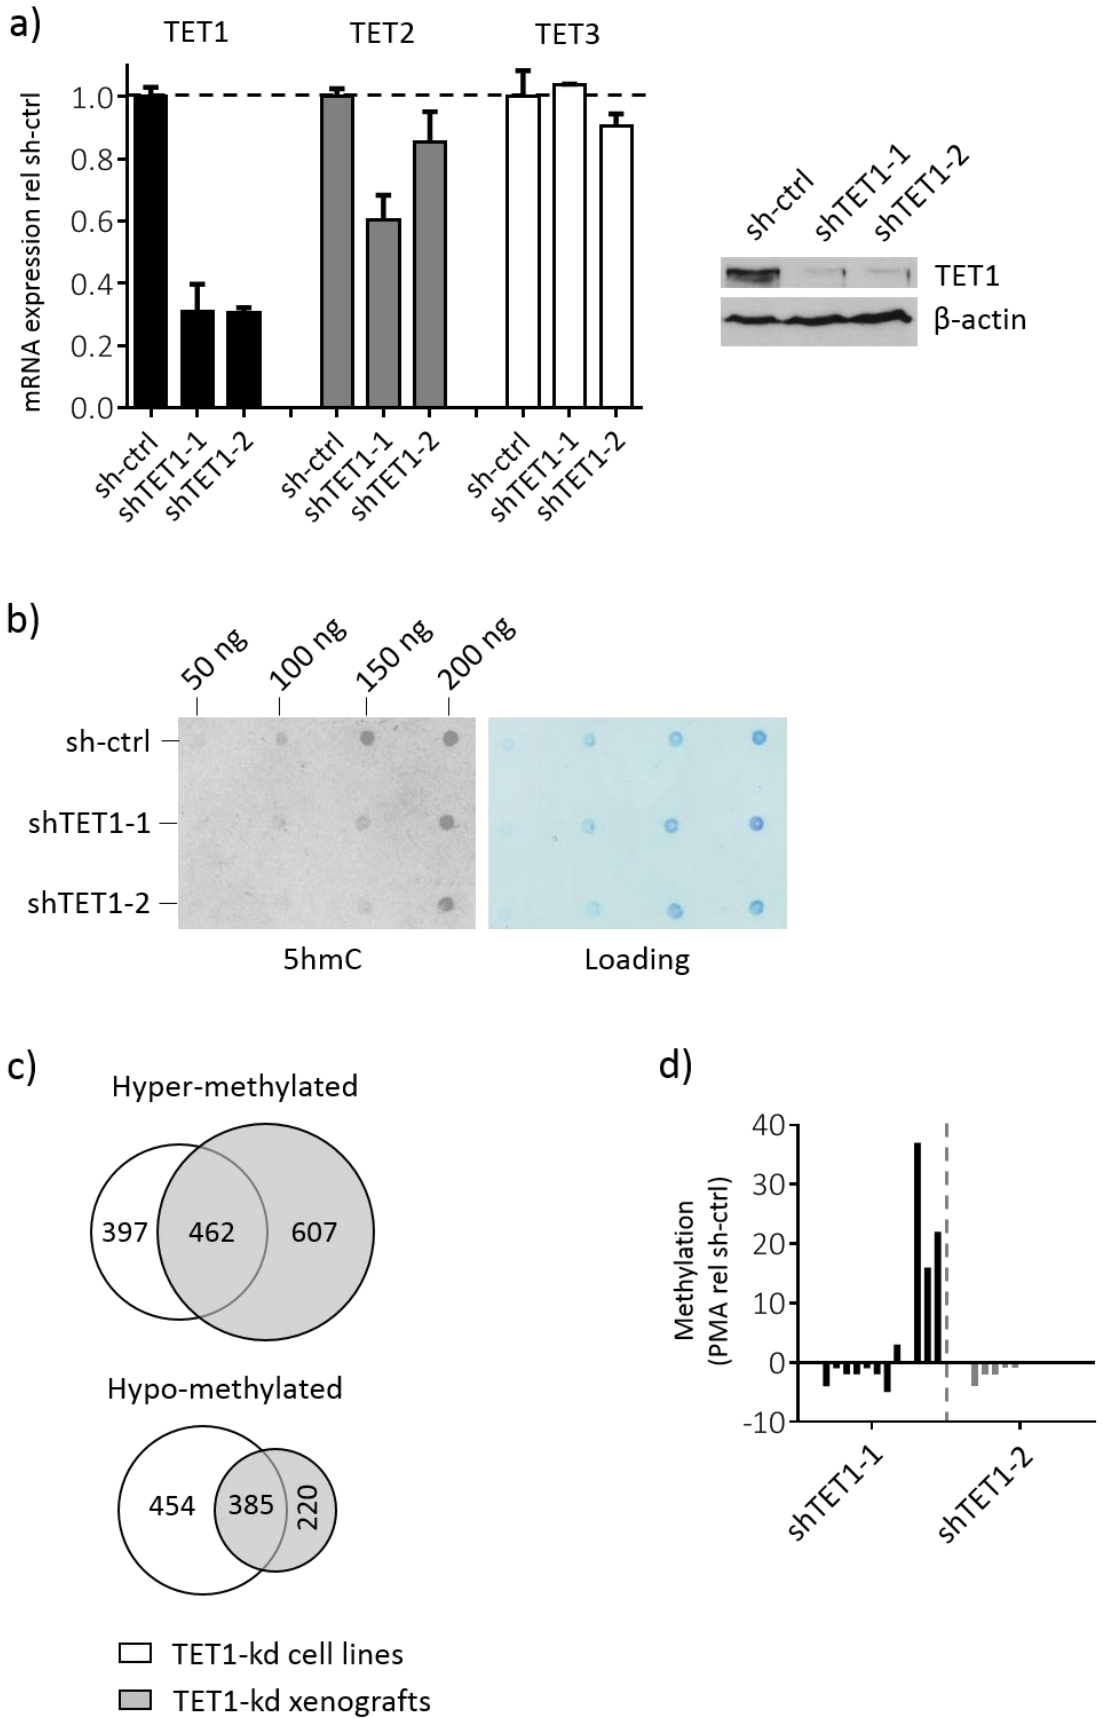 a)
TET1 TET2 TET3
mRNA expression rel sh-ctrl
1.0
0.8
0.6
0.4
0.2
0.0
sh-ctrl shTET1-1 shTET1-2 sh-ctrl shTET1-1 shTET1-2 sh-ctrl shTET1-1 shTET1-2
sh-ctrl shTET1-1 shTET1-2
TET1
β-actin
b)
50 ng 100 ng 150 ng 200 ng
sh-ctrl
shTET1-1
shTET1-2
5hmC Loading
c)
Hyper-methylated
397 462 607
Hypo-methylated
454 385 220
TET1-kd cell lines
TET1-kd xenografts
d)
Methylation
(PMA rel sh-ctrl)
40
30
20
10
0
-10
shTET1-1 shTET1-2